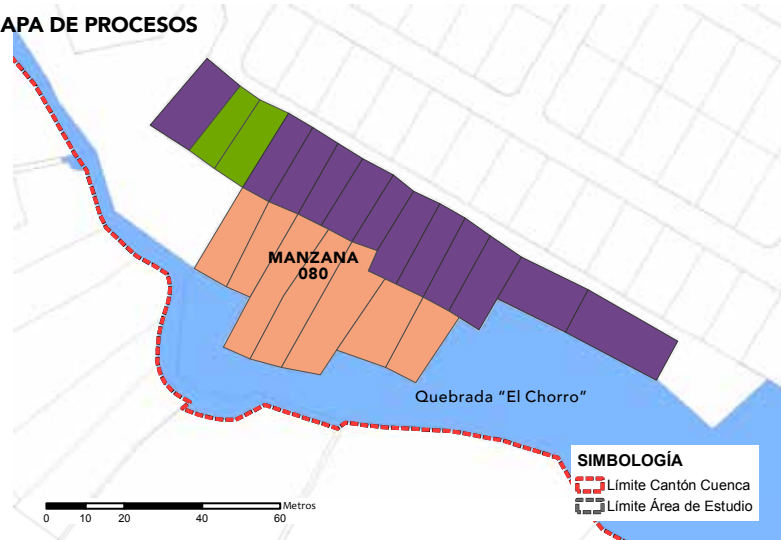 APA DE PROCESOS
MANZANA
080
Quebrada "El Chorro"
SIMBOLOGÍA
Límite Cantón Cuenca
Límite Área de Estudio
Metros
0 10 20 40 60